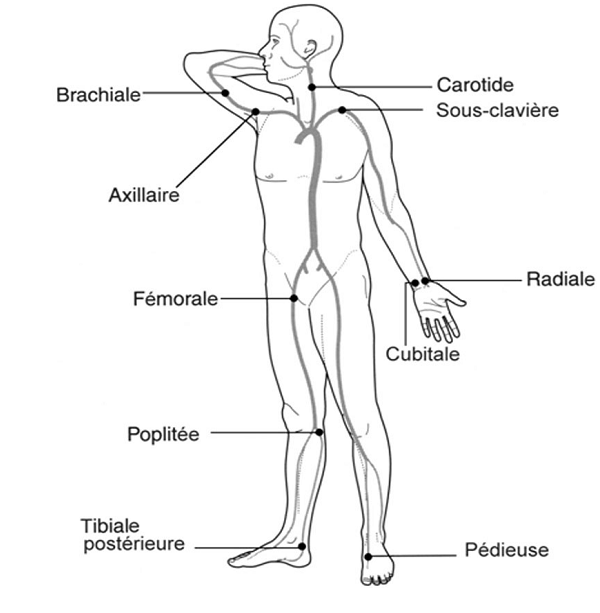 Carotide
Brachiale
Sous-clavière
Axillaire
Radiale
Fémorale
Cubitale
Poplitée
Tibiale
postérieure
Pédieuse